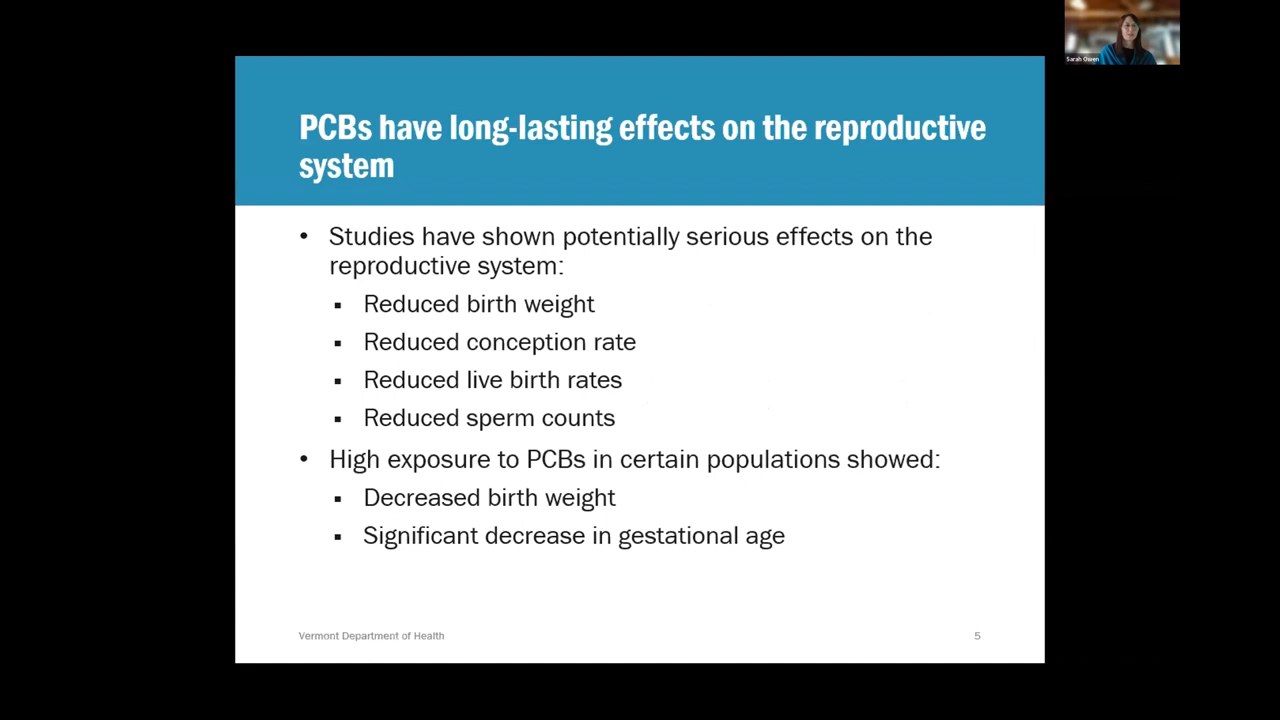 Sarah Owen
PCBs have long-lasting effects on the reproductive
system
• Studies have shown potentially serious effects on the
reproductive system:
▪ Reduced birth weight
▪ Reduced conception rate
▪ Reduced live birth rates
▪ Reduced sperm counts
• High exposure to PCBs in certain populations showed:
▪ Decreased birth weight
▪ Significant decrease in gestational age
Vermont Department of Health
5